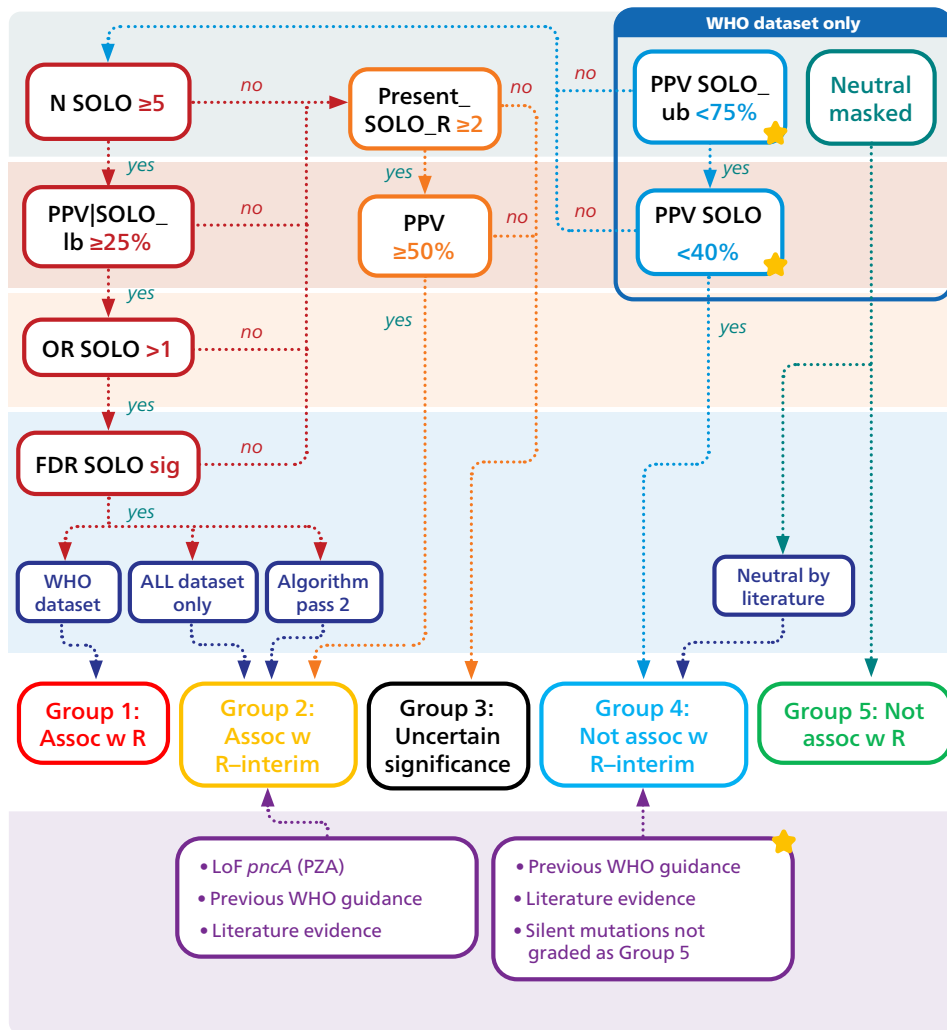 WHO dataset only
N SOLO ≥5
no
Present_
SOLO_R ≥2
no
no
PPV SOLO_
ub <75%
Neutral
masked
yes
yes
yes
PPV|SOLO_
lb ≥25%
no
PPV
≥50%
no
no
PPV SOLO
<40%
yes
yes
yes
OR SOLO >1
no
yes
FDR SOLO sig
no
yes
WHO
dataset
ALL dataset
only
Algorithm
pass 2
Neutral by
literature
Group 1:
Assoc w R
Group 2:
Assoc w
R–interim
Group 3:
Uncertain
significance
Group 4:
Not assoc w
R–interim
Group 5: Not
assoc w R
• LoF pncA (PZA)
• Previous WHO guidance
• Literature evidence
• Previous WHO guidance
• Literature evidence
• Silent mutations not
graded as Group 5